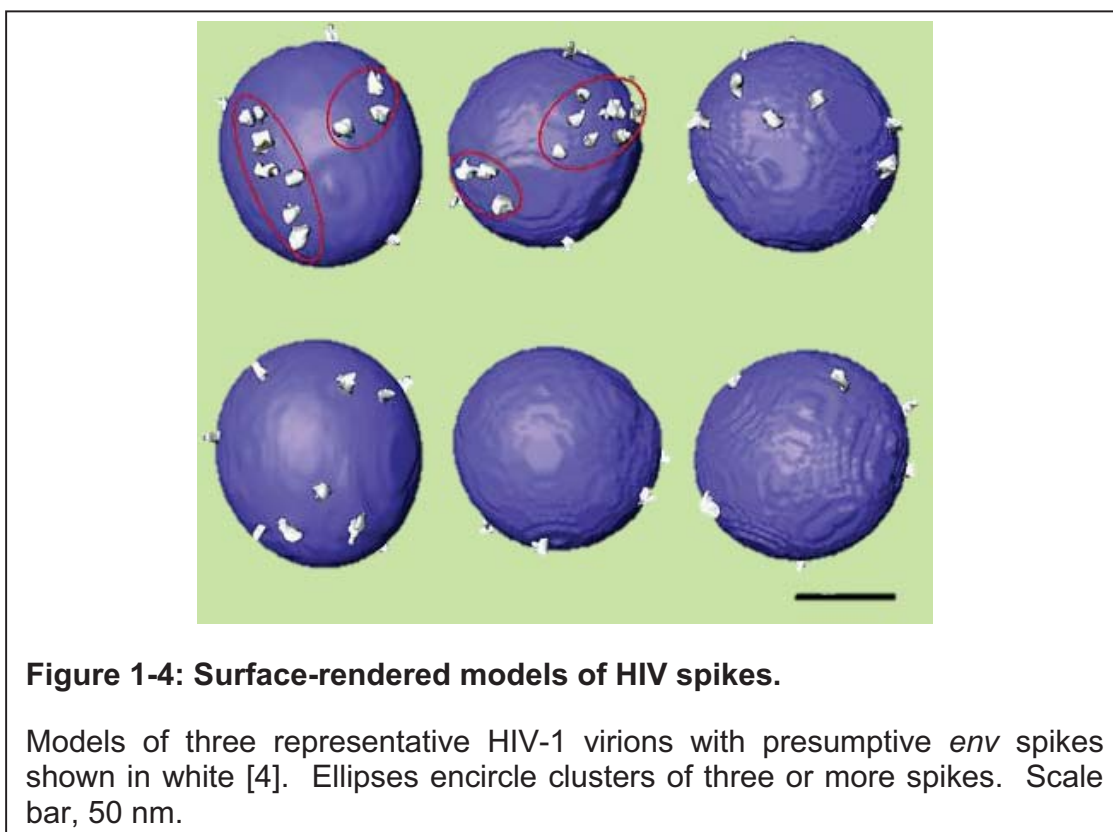 Figure 1-4: Surface-rendered models of HIV spikes.
Models of three representative HIV-1 virions with presumptive env spikes
shown in white [4]. Ellipses encircle clusters of three or more spikes. Scale
bar, 50 nm.